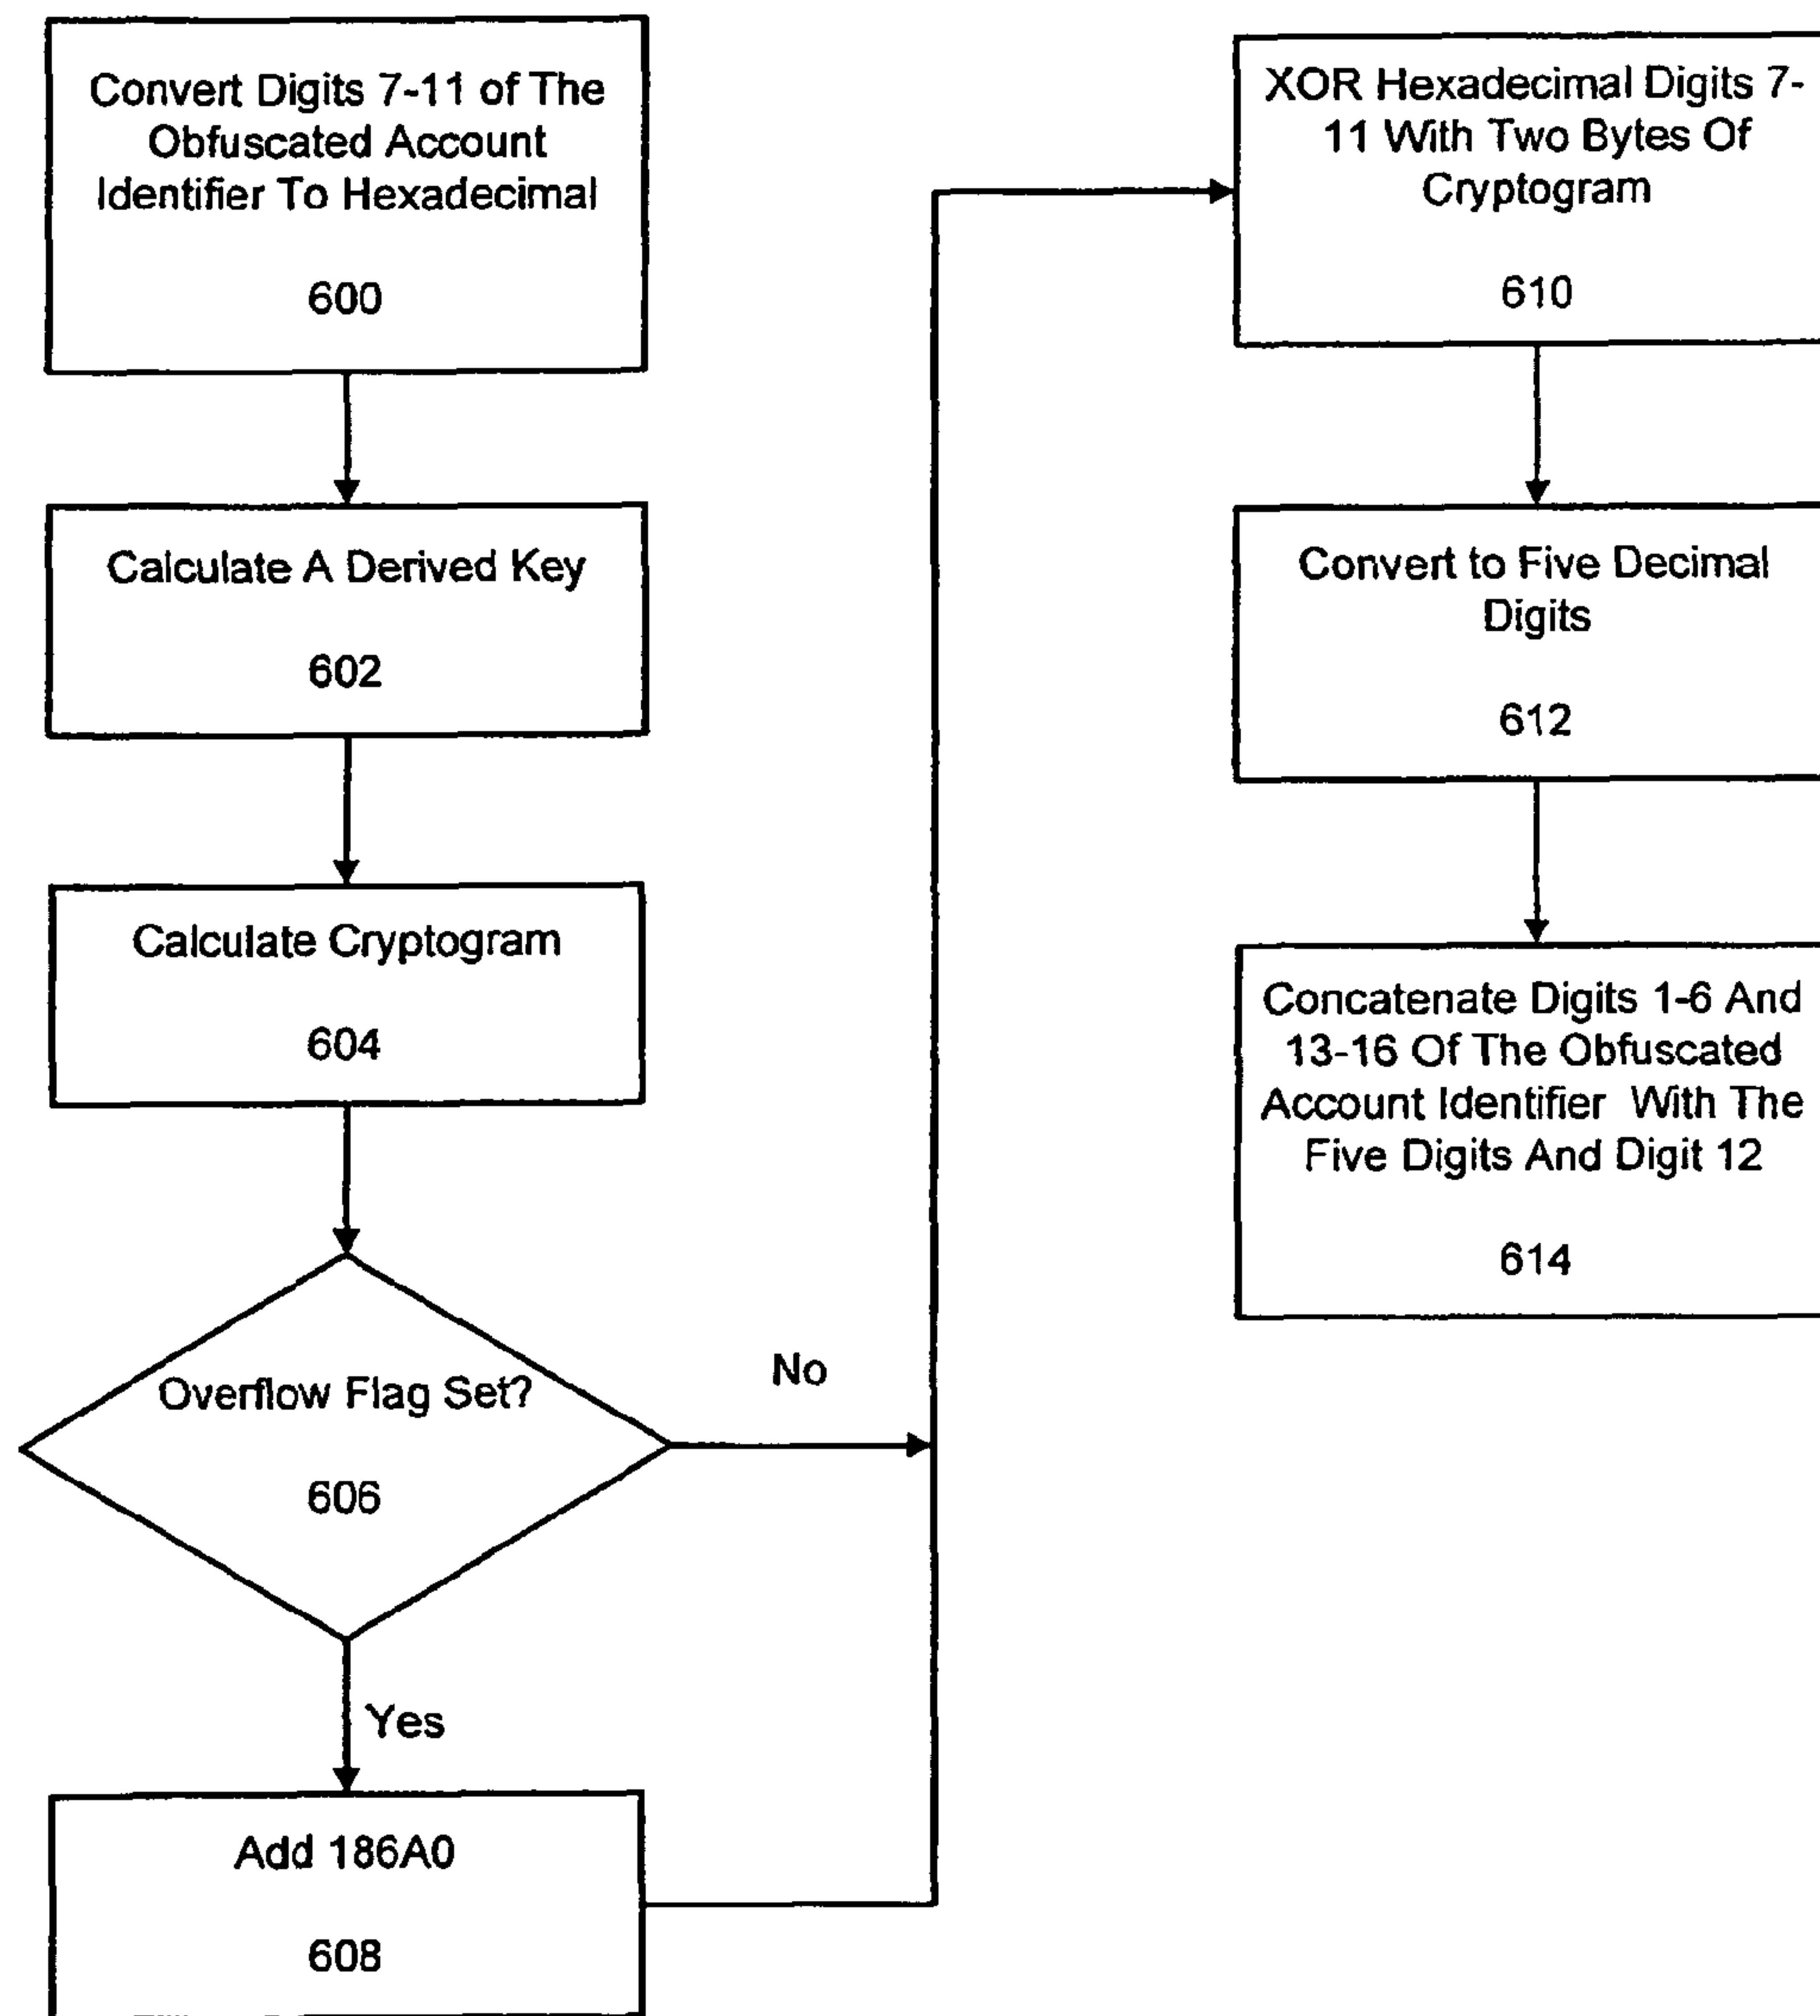 Convert Digits 7-11 of The
Obfuscated Account
Identifier To Hexadecimal
600
Calculate A Derived Key
602
Calculate Cryptogram
604
Overflow Flag Set?
606
No
Yes
Add 186A0
608
XOR Hexadecimal Digits 7-
11 With Two Bytes Of
Cryptogram
610
Convert to Five Decimal
Digits
612
Concatenate Digits 1-6 And
13-16 Of The Obfuscated
Account Identifier With The
Five Digits And Digit 12
614